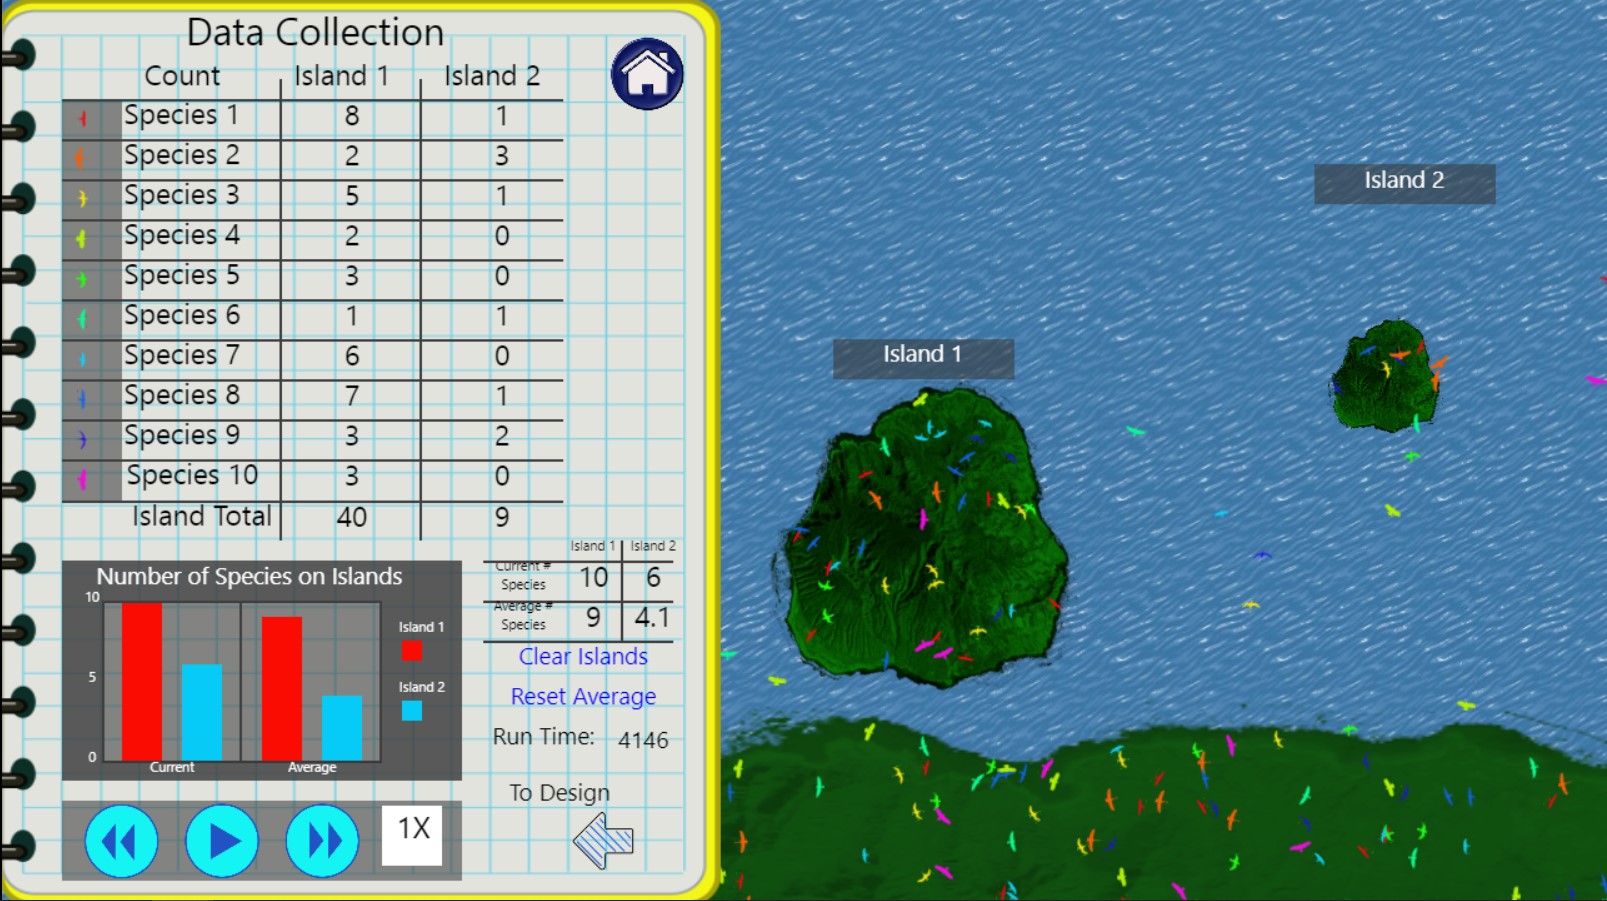 Data Collection
Count Island 1 Island 2
Species 1 8 1
Species 2 2 3
Species 3 5 1
Species 4 2 0
Species 5 3 0
Species 6 1 1
Species 7 6 0
Species 8 7 1
Species 9 3 2
Species 10 3 0
Island Total 40 9
Island 1 Island 2
Current # Species 10 6
Average # Species 9 4.1
Number of Species on Islands
10
5
0
Current Average
Island 1
Island 2
Clear Islands
Reset Average
Run Time: 4146
To Design
1X
Island 1
Island 2